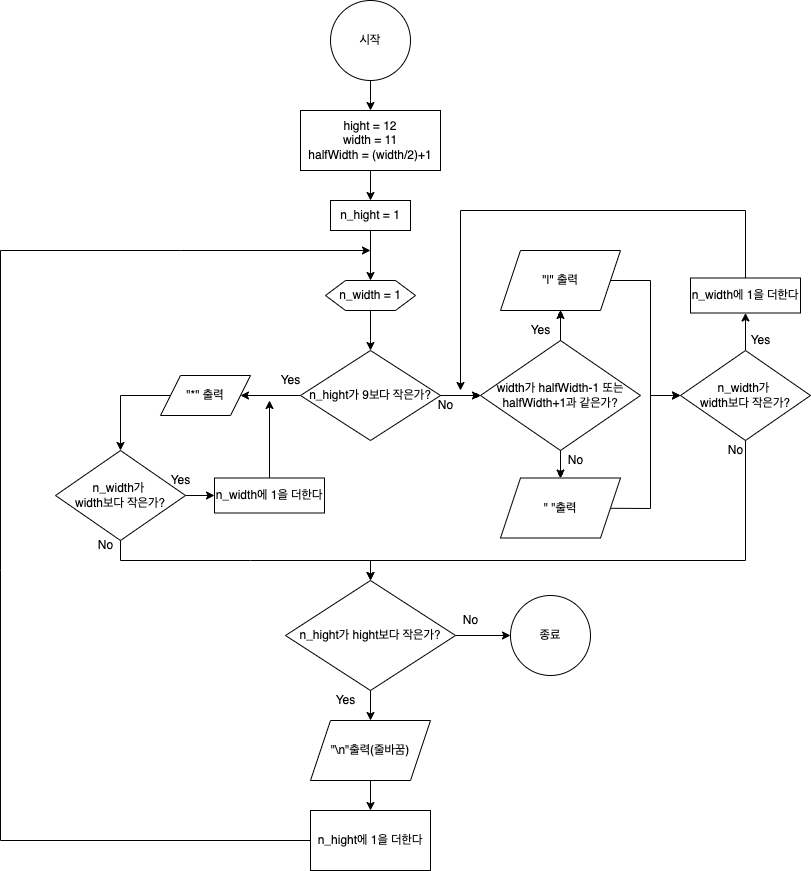 시작
hight = 12
width = 11
halfWidth = (width/2)+1
n_hight = 1
n_width = 1
"|" 출력
n_width에 1을 더한다
Yes
Yes
"*" 출력
Yes
n_hight가 9보다 작은가?
No
width가 halfWidth-1 또는
halfWidth+1과 같은가?
n_width가
width보다 작은가?
No
No
n_width가
width보다 작은가?
Yes
n_width에 1을 더한다
" "출력
No
n_hight가 hight보다 작은가?
No
종료
Yes
"\n"출력(줄바꿈)
n_hight에 1을 더한다